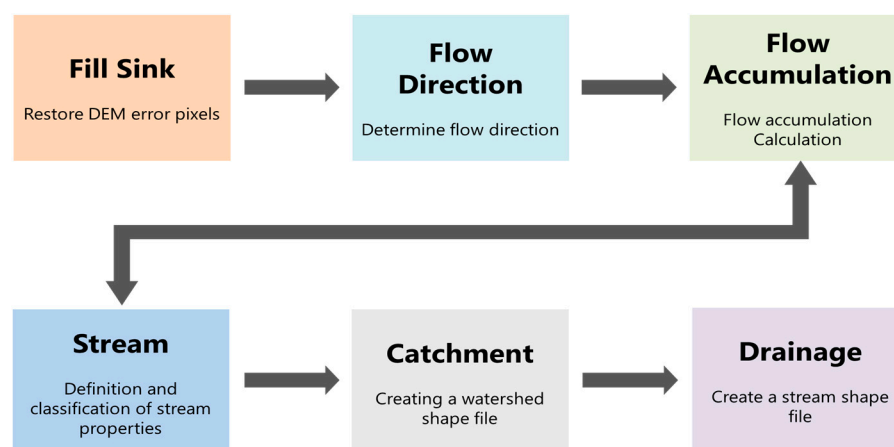 Fill Sink
Restore DEM error pixels
Flow
Direction
Determine flow direction
Flow
Accumulation
Flow accumulation
Calculation
Stream
Definition and
classification of stream
properties
Catchment
Creating a watershed
shape file
Drainage
Create a stream shape
file